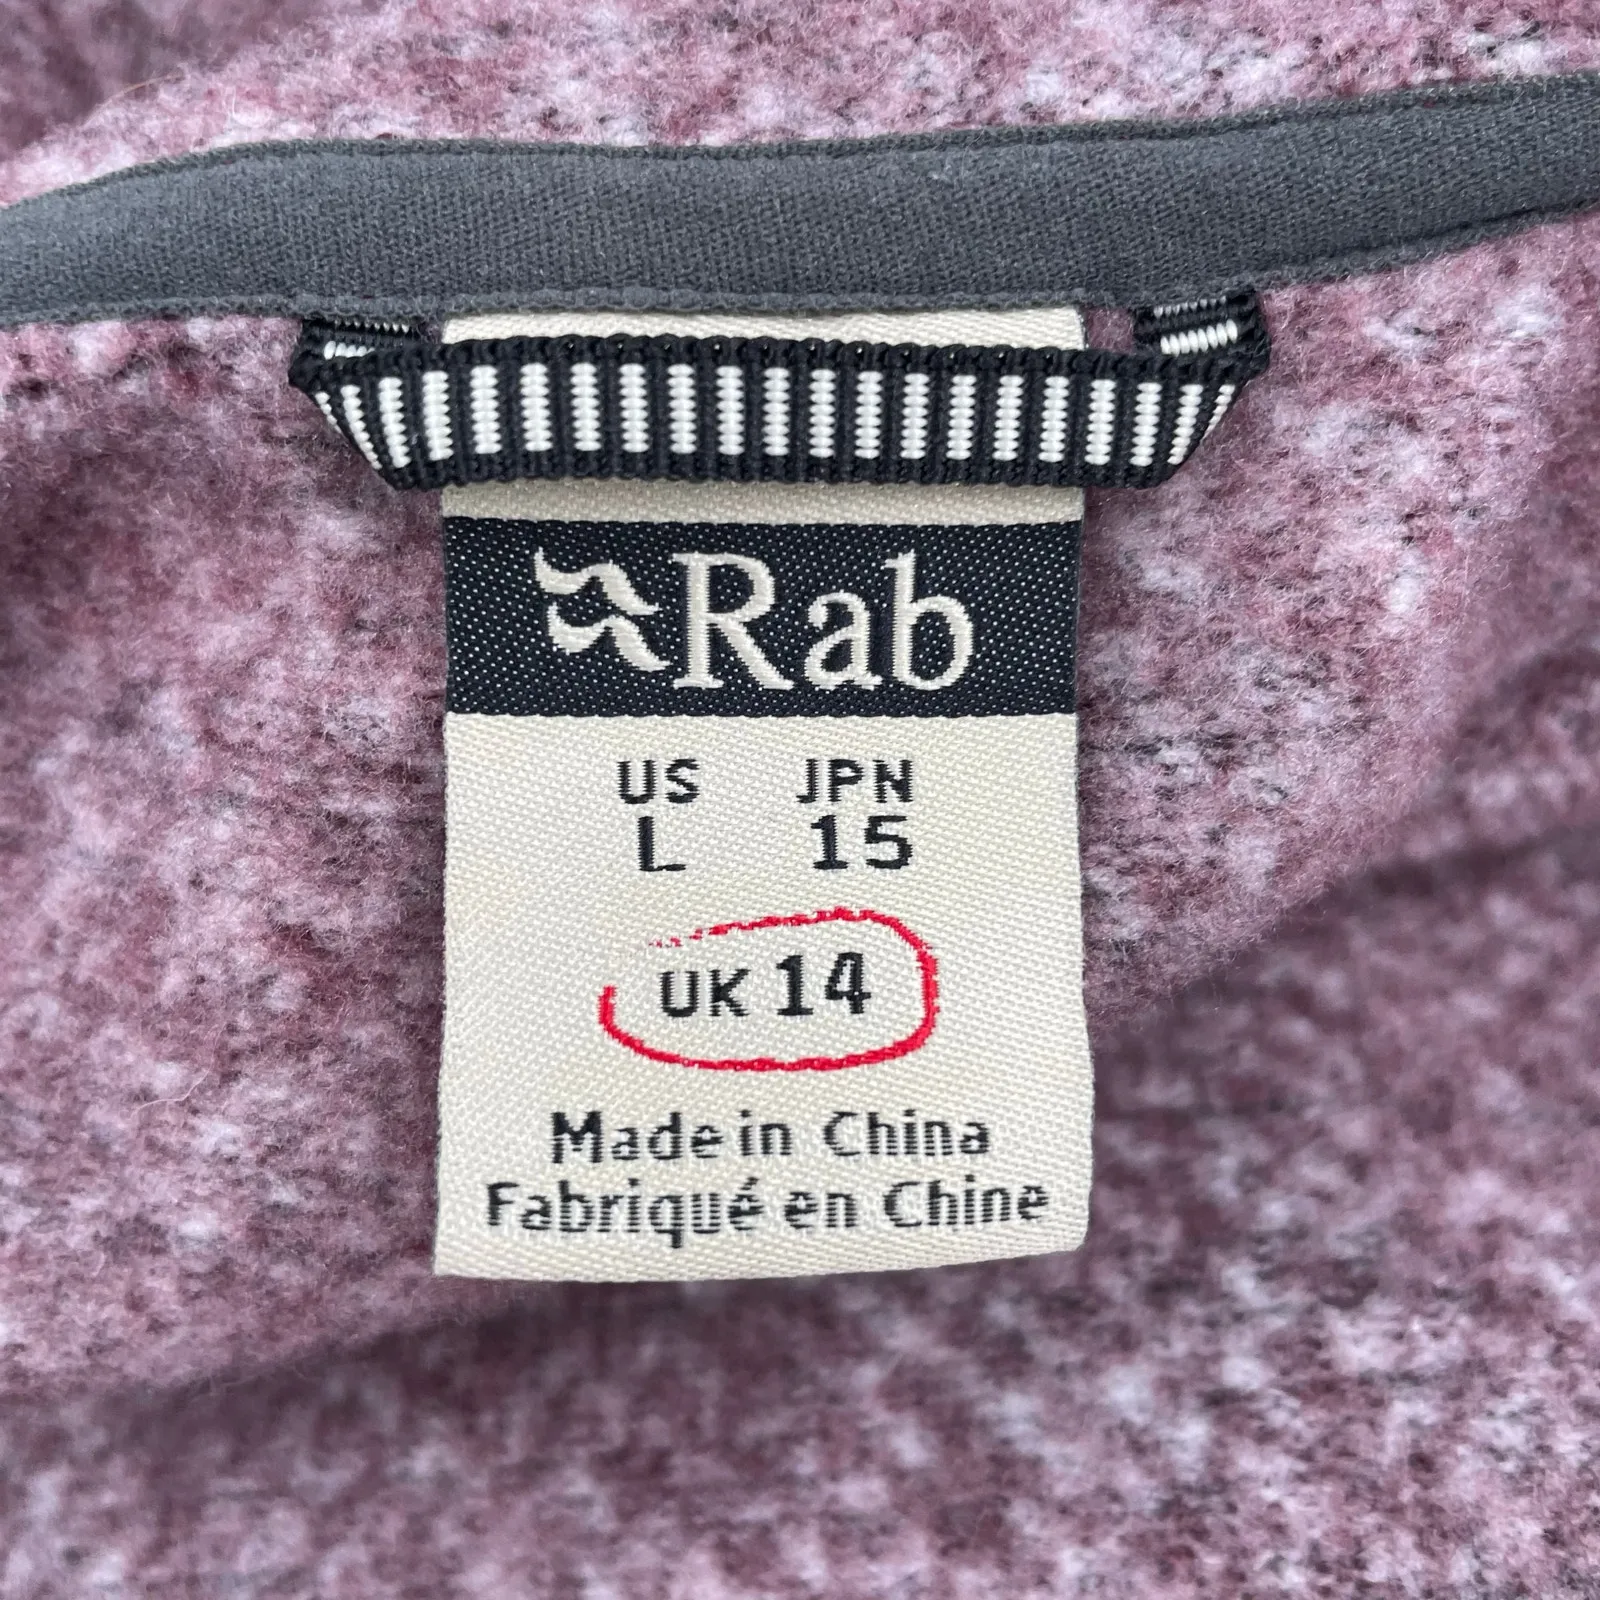 Rab
US JPN
L 15
UK 14
Made in China
Fabriqué en Chine